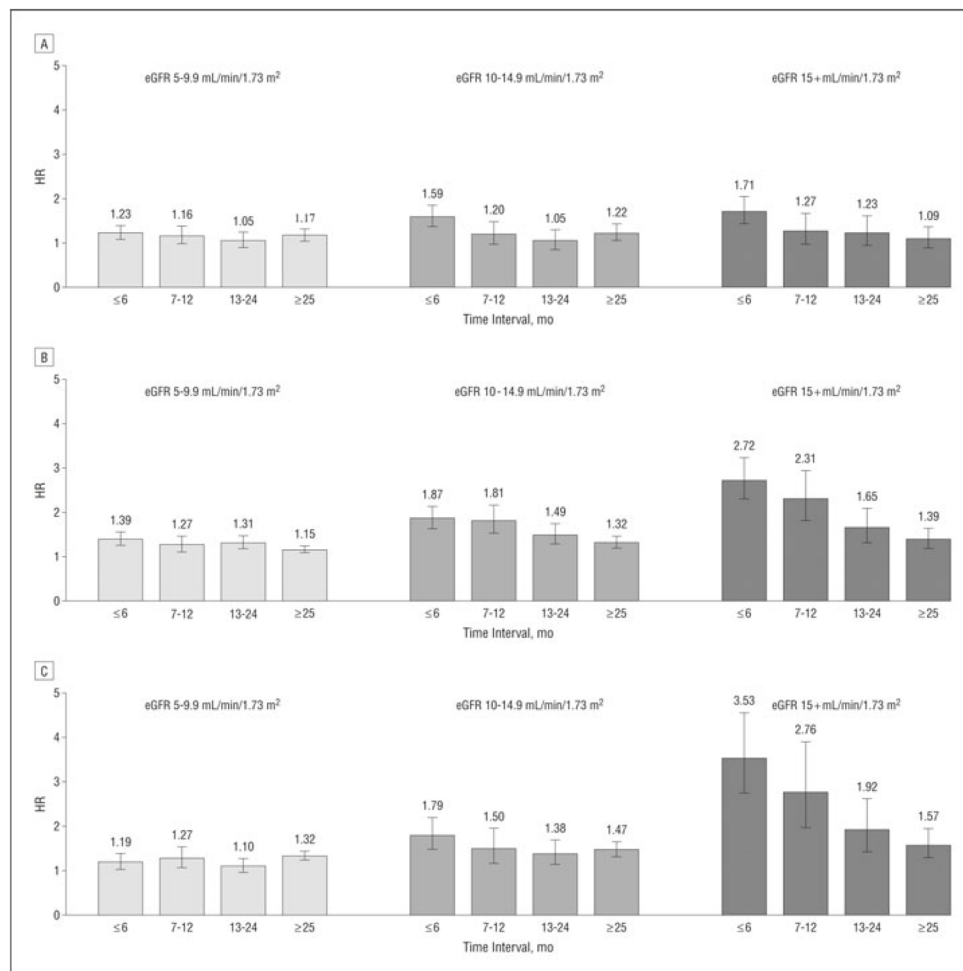 A
eGFR 5-9.9 mL/min/1.73 m²
eGFR 10-14.9 mL/min/1.73 m²
eGFR 15+mL/min/1.73 m²
5
4
3
2
1
0
HR
1.23
1.16
1.05
1.17
1.59
1.20
1.05
1.22
1.71
1.27
1.23
1.09
≤6 7-12 13-24 ≥25 ≤6 7-12 13-24 ≥25 ≤6 7-12 13-24 ≥25
Time Interval, mo
B
eGFR 5-9.9 mL/min/1.73 m²
eGFR 10-14.9 mL/min/1.73 m²
eGFR 15+mL/min/1.73 m²
5
4
3
2
1
0
HR
1.39
1.27
1.31
1.15
1.87
1.81
1.49
1.32
2.72
2.31
1.65
1.39
≤6 7-12 13-24 ≥25 ≤6 7-12 13-24 ≥25 ≤6 7-12 13-24 ≥25
Time Interval, mo
C
eGFR 5-9.9 mL/min/1.73 m²
eGFR 10-14.9 mL/min/1.73 m²
eGFR 15+mL/min/1.73 m²
5
4
3
2
1
0
HR
1.19
1.27
1.10
1.32
1.79
1.50
1.38
1.47
3.53
2.76
1.92
1.57
≤6 7-12 13-24 ≥25 ≤6 7-12 13-24 ≥25 ≤6 7-12 13-24 ≥25
Time Interval, mo